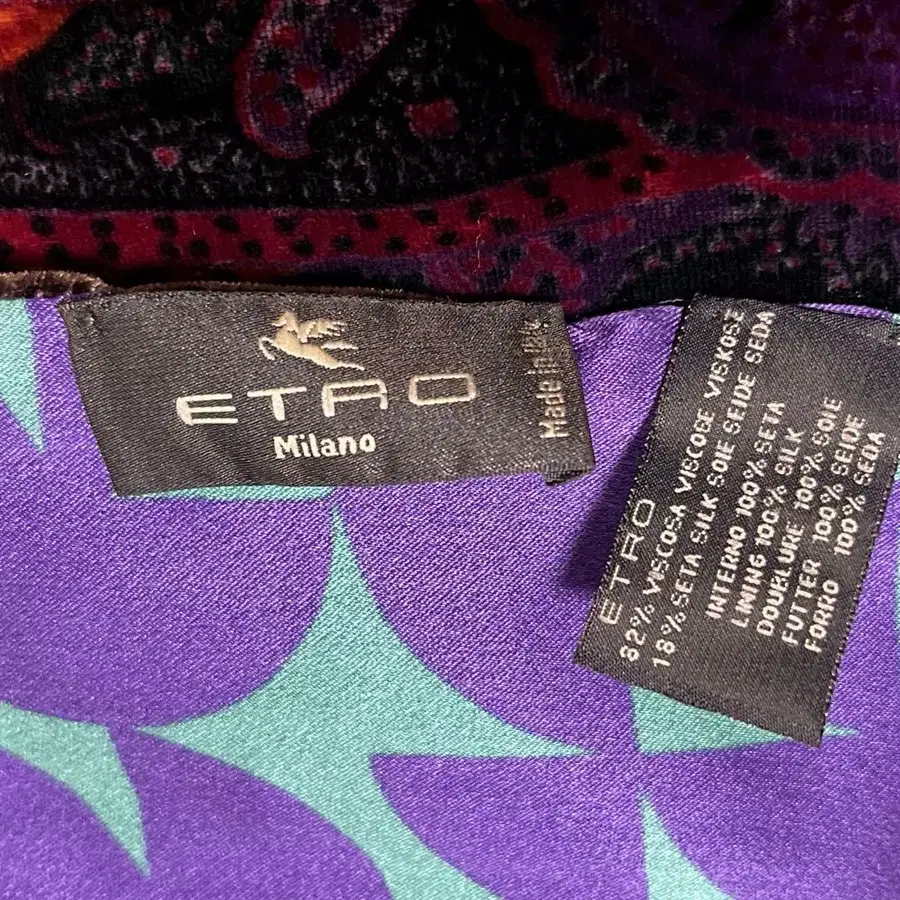 ETRO
Milano
Made in Italy
ETRO
82% VISCOSA VISCOSE VISKOSE
18% SETA SILK SOIE SEIDE SEDA
INTERNO 100% SETA
LINING 100% SILK
DOUBLURE 100% SOIE
FUTTER 100% SEIDE
FORRO 100% SEDA